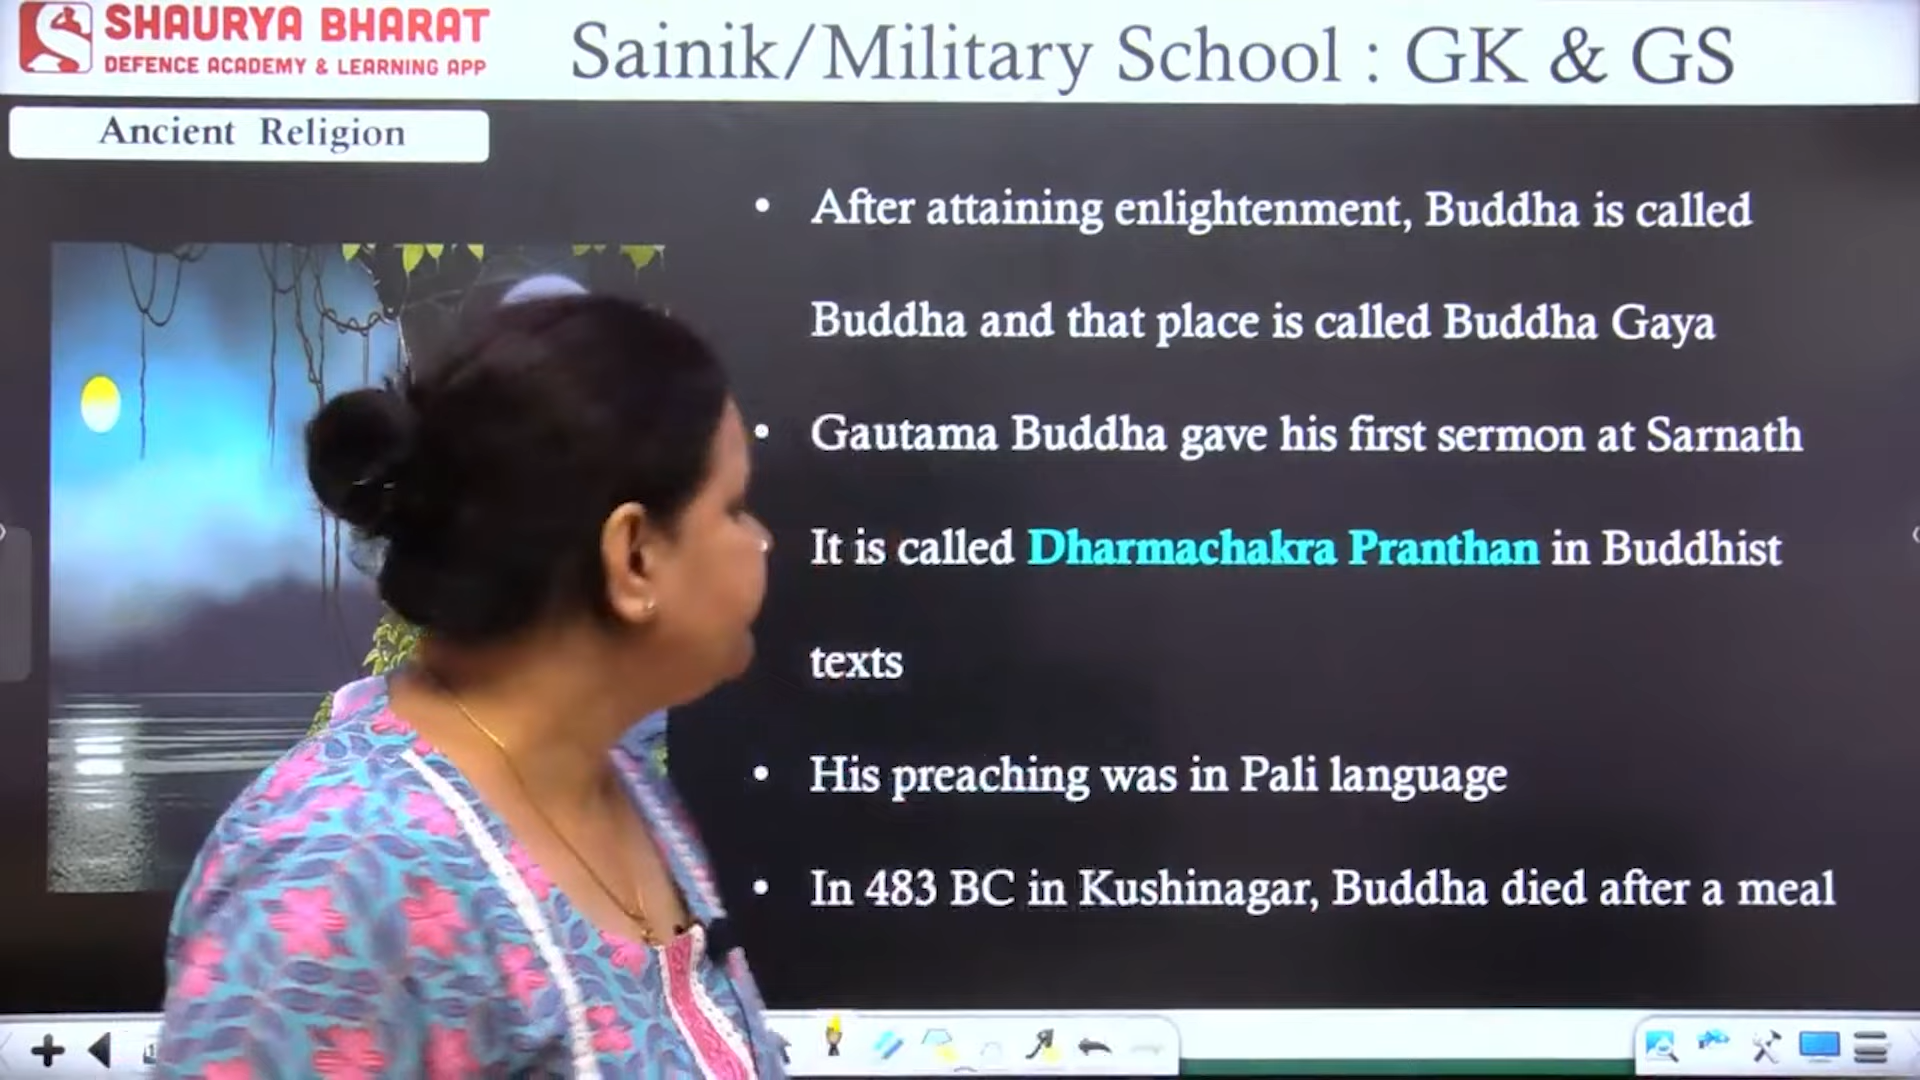 SHAURYA BHARAT
DEFENCE ACADEMY & LEARNING APP
Sainik/Military School : GK & GS
Ancient Religion
• After attaining enlightenment, Buddha is called
Buddha and that place is called Buddha Gaya
• Gautama Buddha gave his first sermon at Sarnath
It is called Dharmachakra Pranthan in Buddhist
texts
• His preaching was in Pali language
• In 483 BC in Kushinagar, Buddha died after a meal